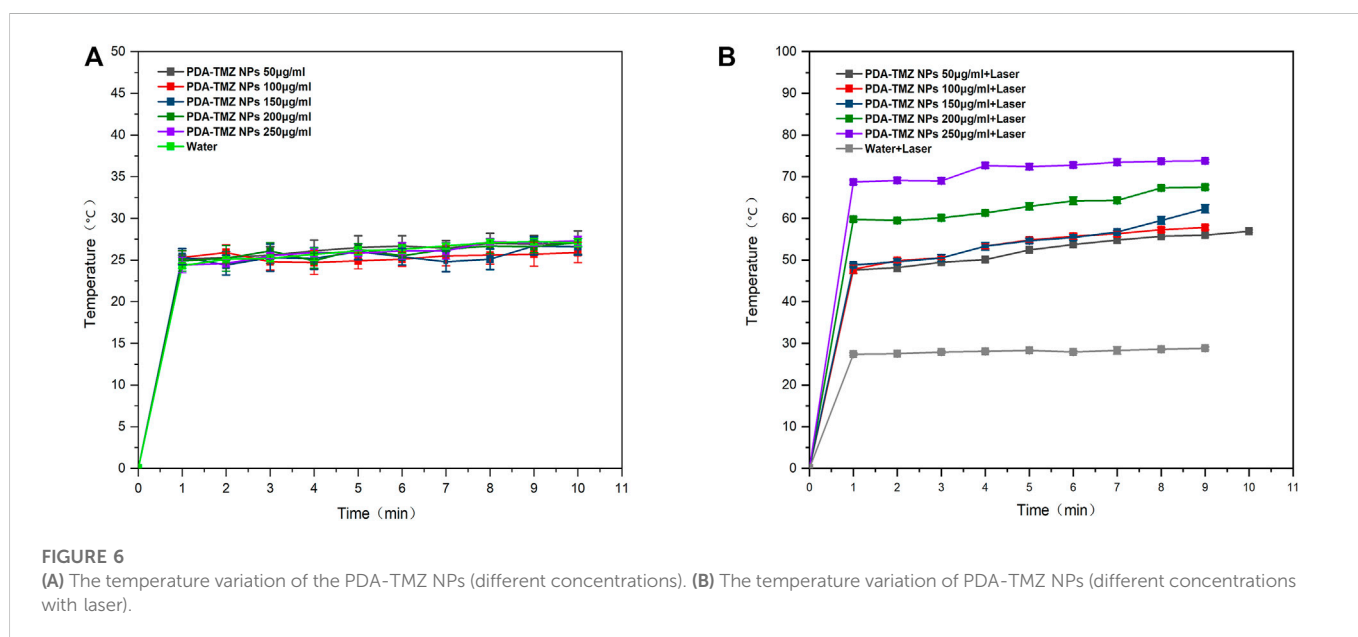 A
50
45
40
35
30
25
20
15
10
5
0
Temperature (°C)
PDA-TMZ NPs 50μg/ml
PDA-TMZ NPs 100μg/ml
PDA-TMZ NPs 150μg/ml
PDA-TMZ NPs 200μg/ml
PDA-TMZ NPs 250μg/ml
Water
0 1 2 3 4 5 6 7 8 9 10 11
Time (min)
B
100
90
80
70
60
50
40
30
20
10
0
Temperature (°C)
PDA-TMZ NPs 50μg/ml+Laser
PDA-TMZ NPs 100μg/ml+Laser
PDA-TMZ NPs 150μg/ml+Laser
PDA-TMZ NPs 200μg/ml+Laser
PDA-TMZ NPs 250μg/ml+Laser
Water+Laser
0 1 2 3 4 5 6 7 8 9 10 11
Time (min)
FIGURE 6
(A) The temperature variation of the PDA-TMZ NPs (different concentrations). (B) The temperature variation of PDA-TMZ NPs (different concentrations
with laser).